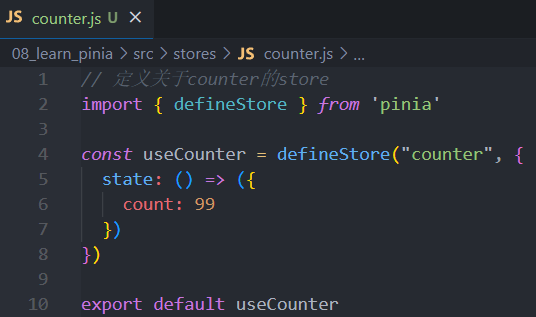 JS counter.js U ×
08_learn_pinia > src > stores > JS counter.js > ...
1 // 定义关于counter的store
2 import { defineStore } from 'pinia'
3
4 const useCounter = defineStore("counter", {
5   state: () => ({
6     count: 99
7   })
8 })
9
10 export default useCounter